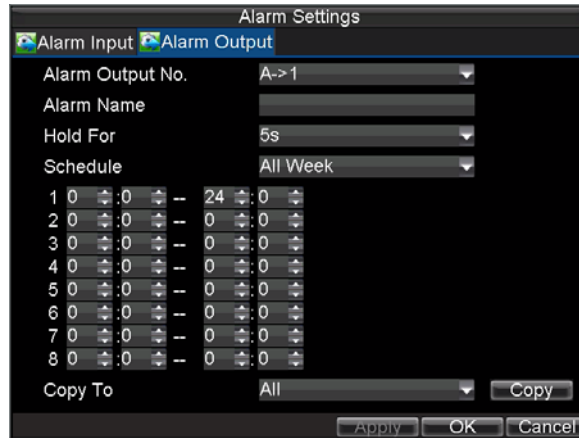 Alarm Settings
Alarm Input Alarm Output
Alarm Output No. A->1
Alarm Name
Hold For 5s
Schedule All Week
1 0 :0 -- 24 :0
2 0 :0 -- 0 :0
3 0 :0 -- 0 :0
4 0 :0 -- 0 :0
5 0 :0 -- 0 :0
6 0 :0 -- 0 :0
7 0 :0 -- 0 :0
8 0 :0 -- 0 :0
Copy To All Copy
Apply OK Cancel